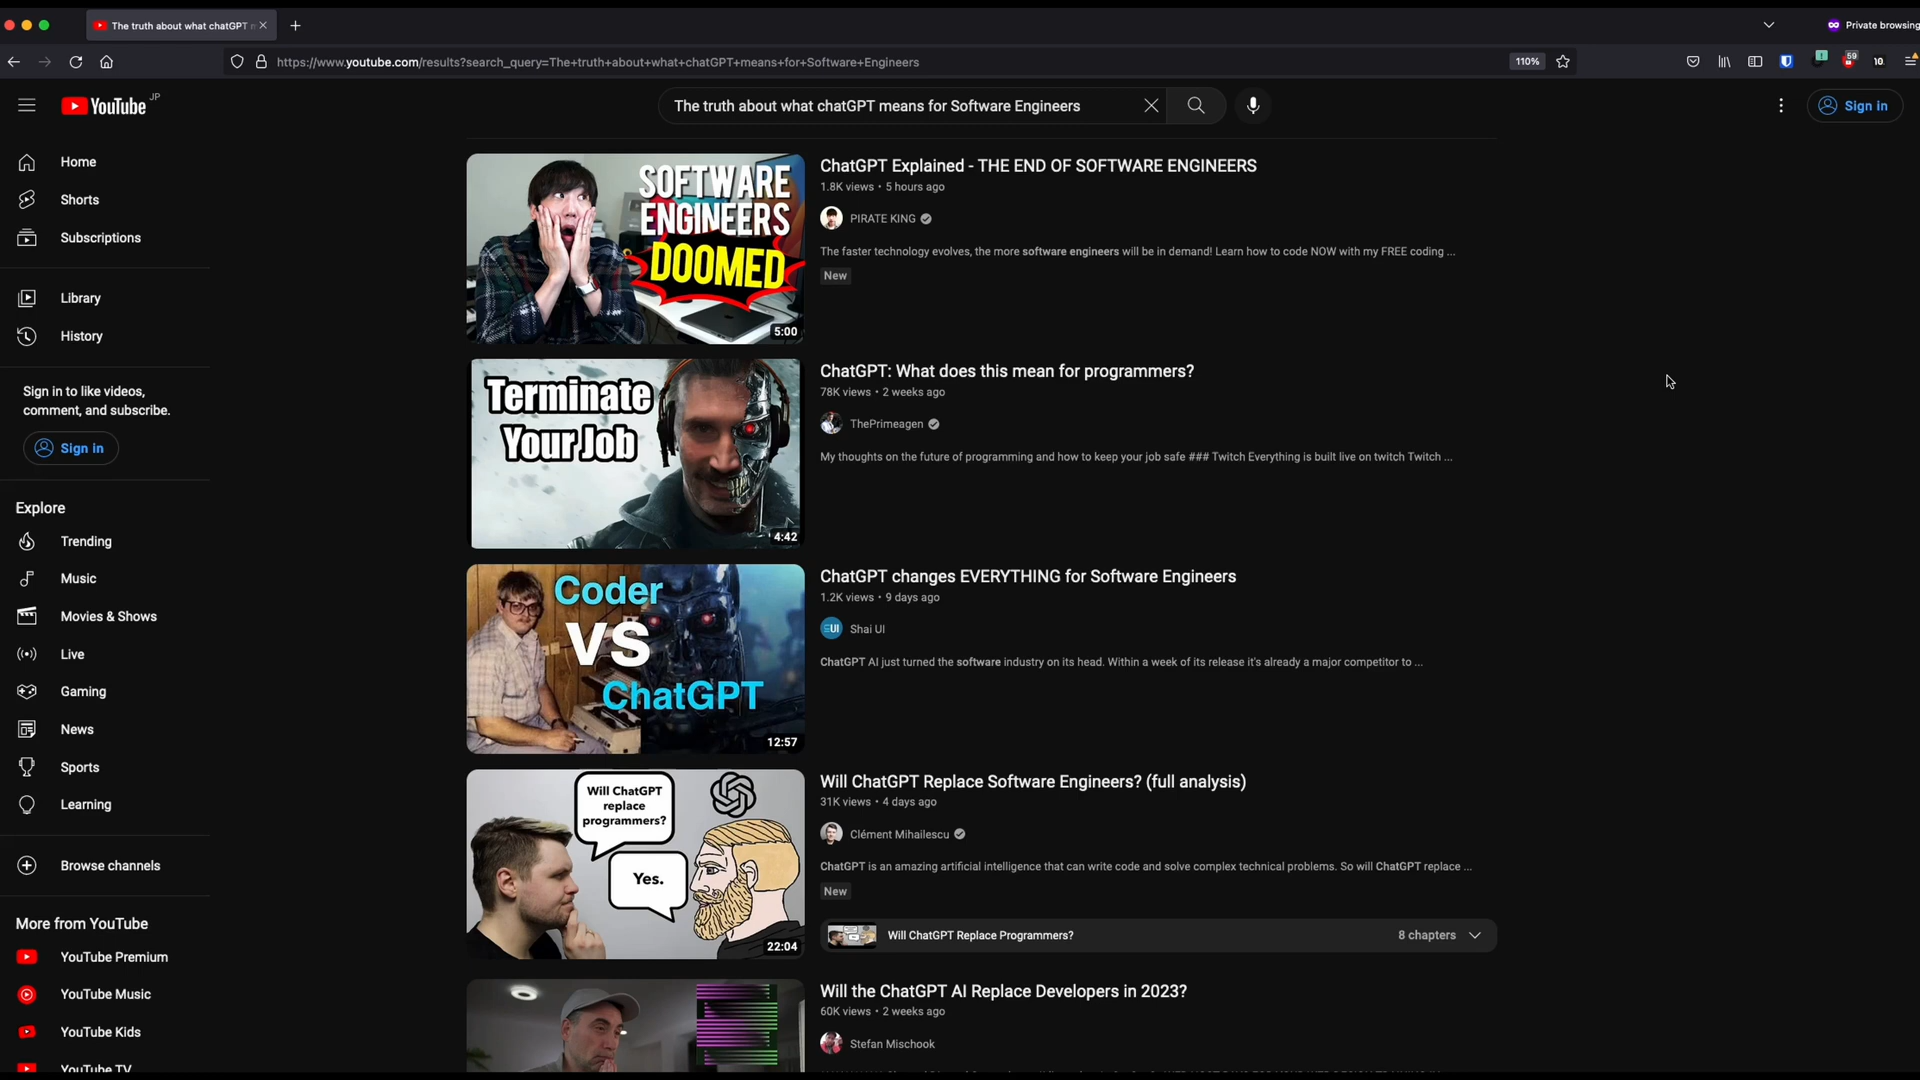 The truth about what chatGPT
Private browsing
https://www.youtube.com/results?search_query=The+truth+about+what+chatGPT+means+for+Software+Engineers
110%
59
10
YouTube JP
The truth about what chatGPT means for Software Engineers
Sign in
Home
Shorts
Subscriptions
Library
History
Sign in to like videos,
comment, and subscribe.
Sign in
Explore
Trending
Music
Movies & Shows
Live
Gaming
News
Sports
Learning
Browse channels
More from YouTube
YouTube Premium
YouTube Music
YouTube Kids
YouTube TV
SOFTWARE
ENGINEERS
DOOMED
5:00
ChatGPT Explained - THE END OF SOFTWARE ENGINEERS
1.8K views • 5 hours ago
PIRATE KING
The faster technology evolves, the more software engineers will be in demand! Learn how to code NOW with my FREE coding ...
New
Terminate
Your Job
4:42
ChatGPT: What does this mean for programmers?
78K views • 2 weeks ago
ThePrimeagen
My thoughts on the future of programming and how to keep your job safe ### Twitch Everything is built live on twitch Twitch ...
Coder
VS
ChatGPT
12:57
ChatGPT changes EVERYTHING for Software Engineers
1.2K views • 9 days ago
UI
Shai UI
ChatGPT AI just turned the software industry on its head. Within a week of its release it's already a major competitor to ...
Will ChatGPT
replace
programmers?
Yes.
22:04
Will ChatGPT Replace Software Engineers? (full analysis)
31K views • 4 days ago
Clément Mihailescu
ChatGPT is an amazing artificial intelligence that can write code and solve complex technical problems. So will ChatGPT replace ...
New
Will ChatGPT Replace Programmers?
8 chapters
Will the ChatGPT AI Replace Developers in 2023?
60K views • 2 weeks ago
Stefan Mischook